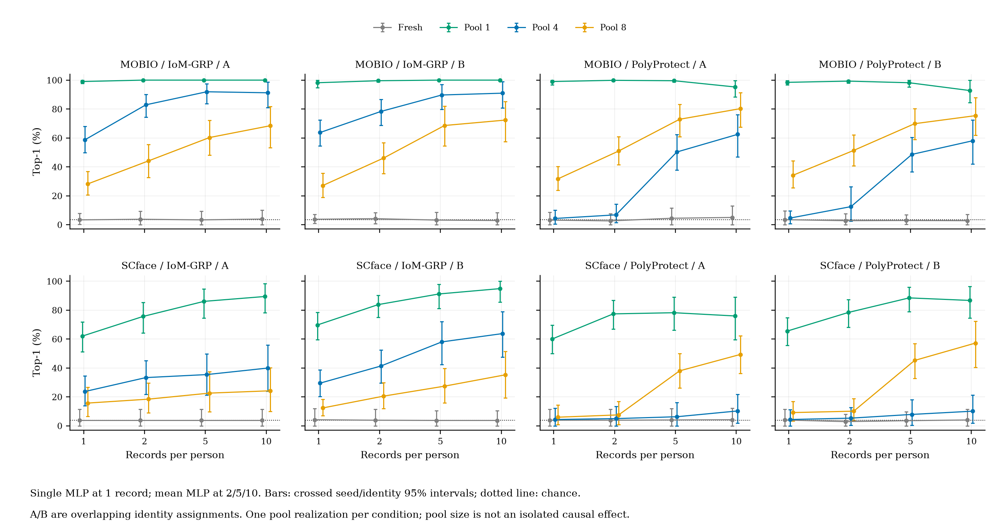 Fresh Pool 1 Pool 4 Pool 8
MOBIO / IoM-GRP / A
MOBIO / IoM-GRP / B
MOBIO / PolyProtect / A
MOBIO / PolyProtect / B
Top-1 (%)
100
80
60
40
20
0
SCface / IoM-GRP / A
SCface / IoM-GRP / B
SCface / PolyProtect / A
SCface / PolyProtect / B
Top-1 (%)
100
80
60
40
20
0
1 2 5 10
1 2 5 10
1 2 5 10
1 2 5 10
Records per person
Records per person
Records per person
Records per person
Single MLP at 1 record; mean MLP at 2/5/10. Bars: crossed seed/identity 95% intervals; dotted line: chance.
A/B are overlapping identity assignments. One pool realization per condition; pool size is not an isolated causal effect.